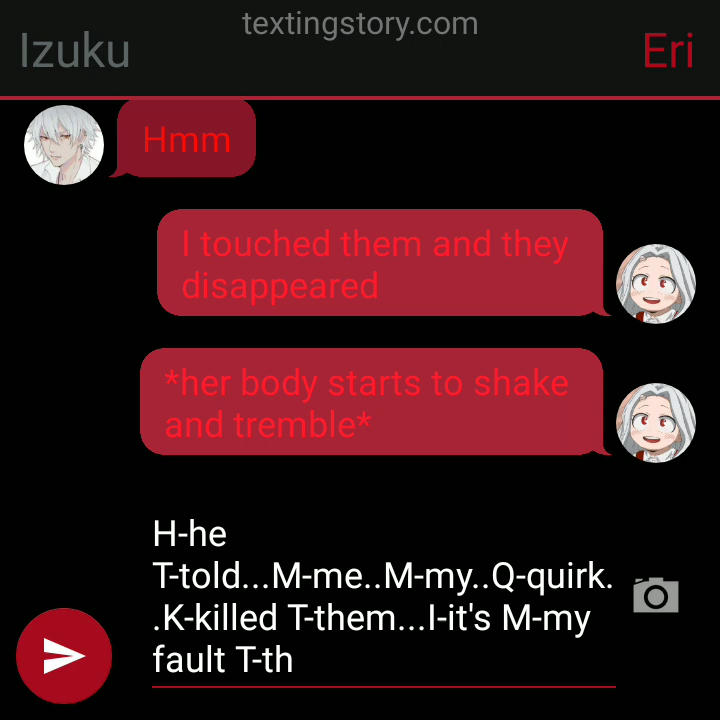 textingstory.com
Izuku
Eri
Hmm
I touched them and they
disappeared
*her body starts to shake
and tremble*
H-he
T-told...M-me..M-my..Q-quirk.
.K-killed T-them...I-it's M-my
fault T-th